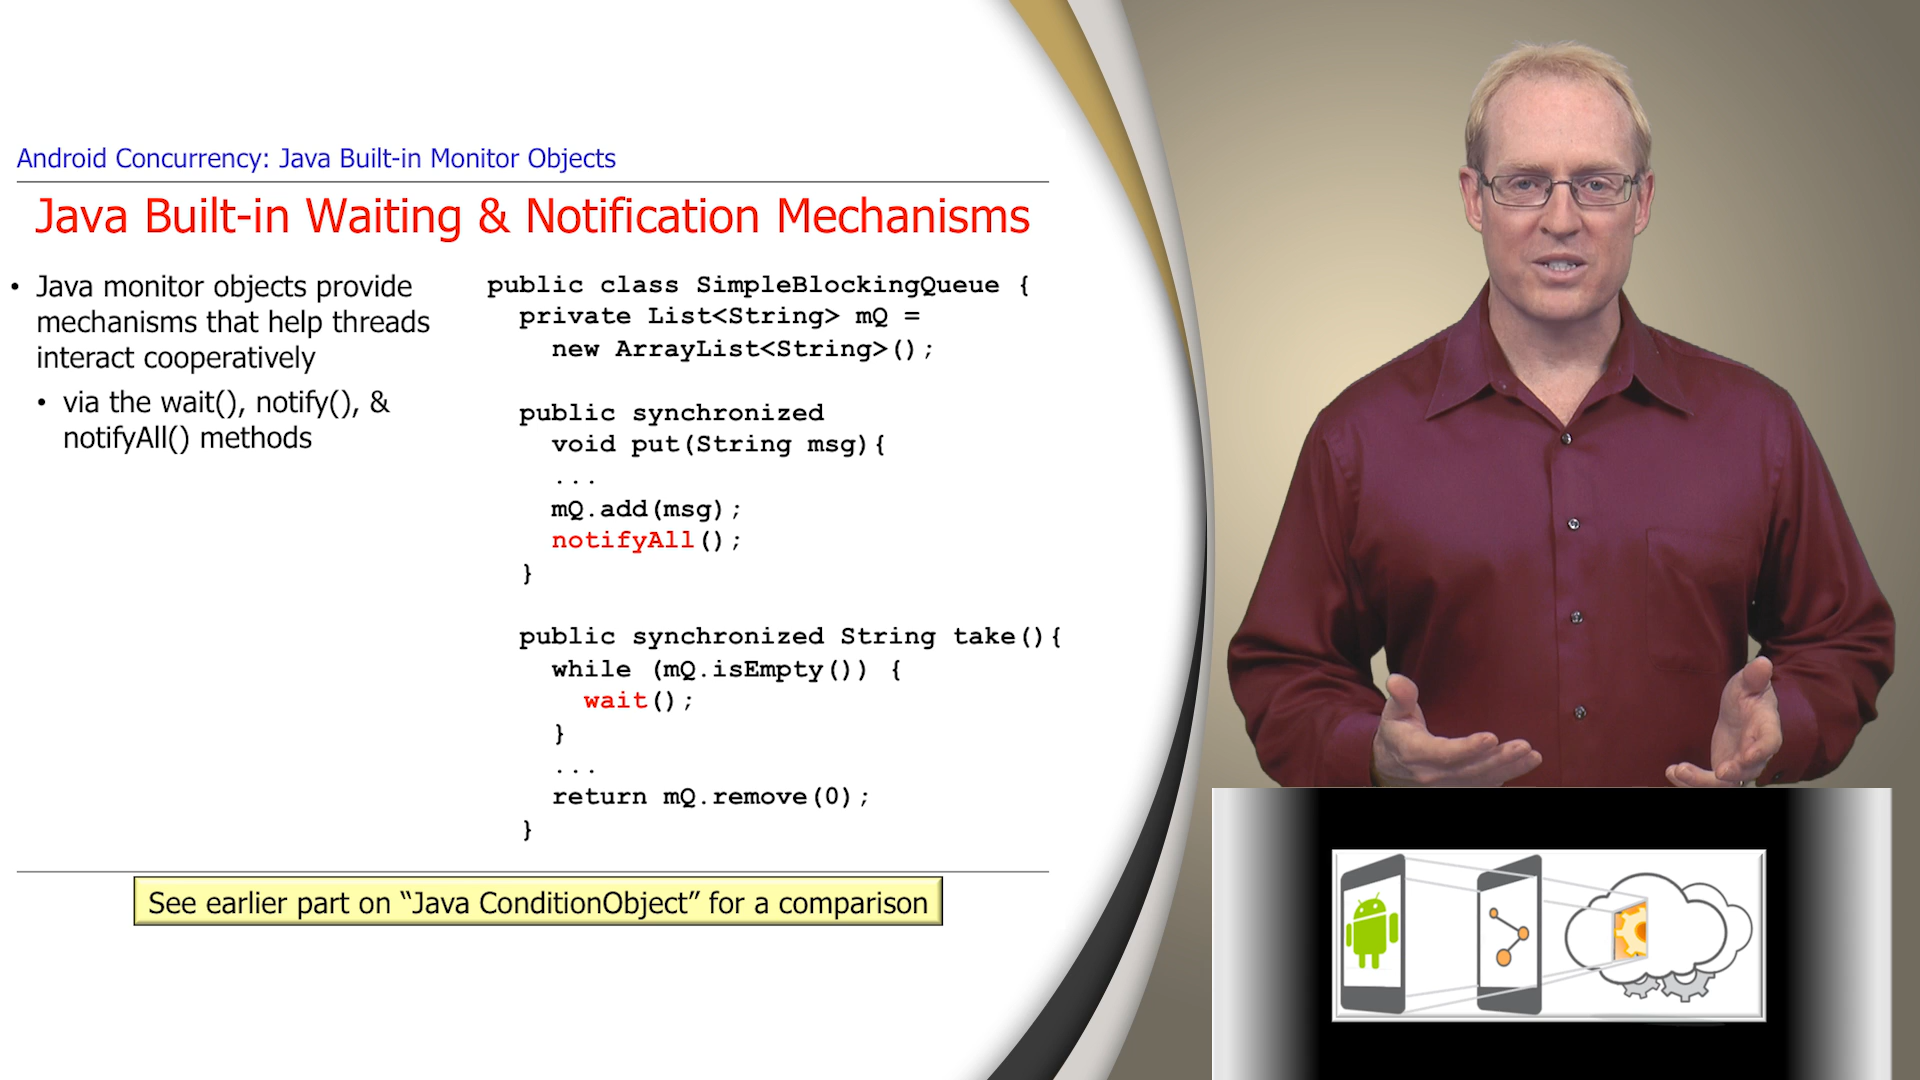 Android Concurrency: Java Built-in Monitor Objects
Java Built-in Waiting & Notification Mechanisms
• Java monitor objects provide
mechanisms that help threads
interact cooperatively
• via the wait(), notify(), &
notifyAll() methods
public class SimpleBlockingQueue {
private List<String> mQ =
new ArrayList<String>();
public synchronized
void put(String msg){
...
mQ.add(msg);
notifyAll();
}
public synchronized String take(){
while (mQ.isEmpty()) {
wait();
}
...
return mQ.remove(0);
}
See earlier part on “Java ConditionObject” for a comparison